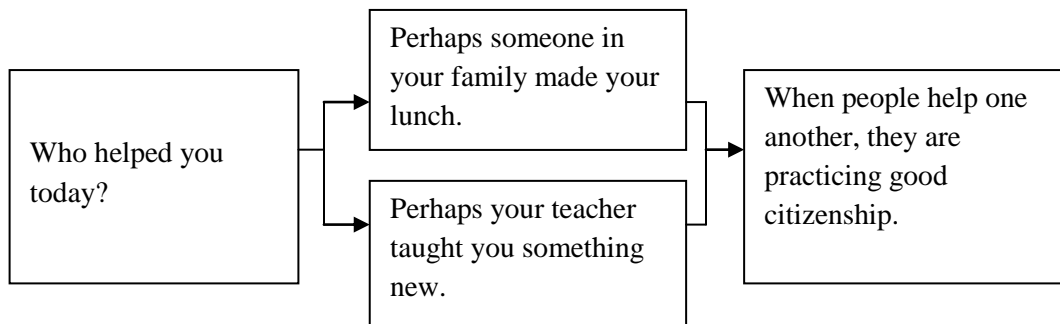 Who helped you
today?
Perhaps someone in
your family made your
lunch.
Perhaps your teacher
taught you something
new.
When people help one
another, they are
practicing good
citizenship.